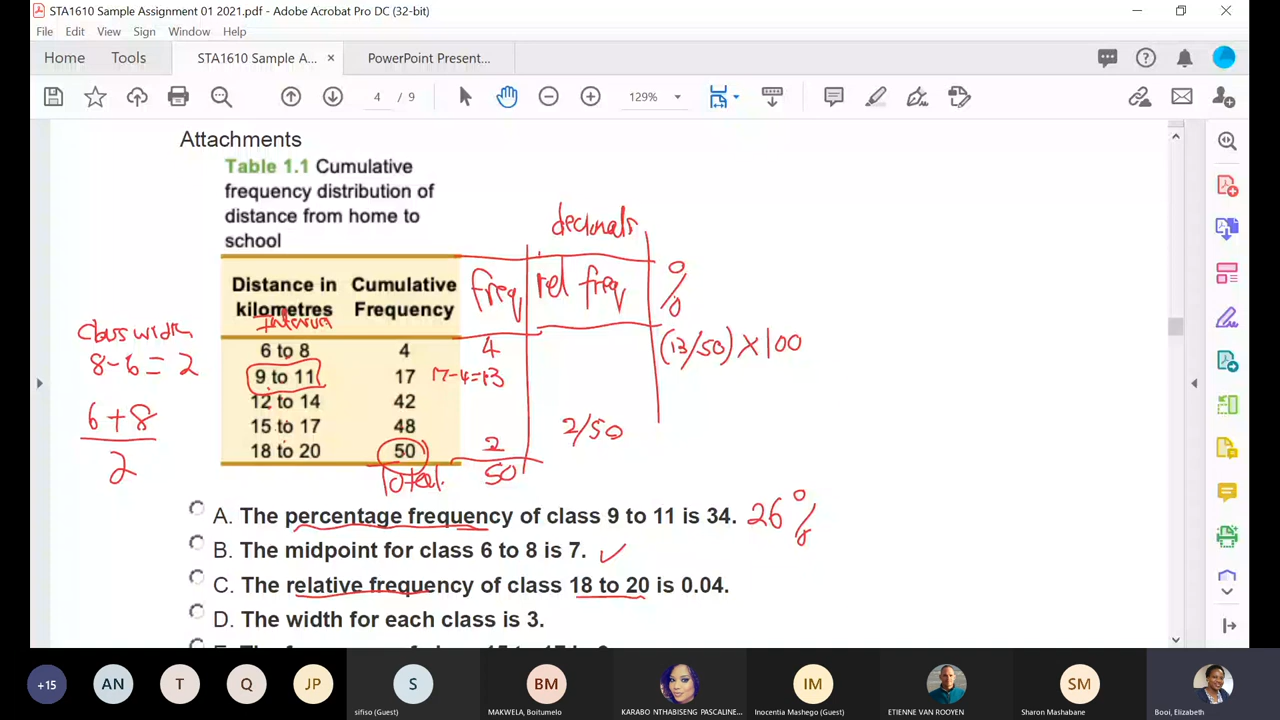 STA1610 Sample Assignment 01 2021.pdf - Adobe Acrobat Pro DC (32-bit)
File Edit View Sign Window Help
Home Tools STA1610 Sample A... × PowerPoint Present...
4 / 9 129%
Attachments
Table 1.1 Cumulative
frequency distribution of
distance from home to
school
decimals
Distance in Cumulative freq rel freq %
kilometres Frequency
Interval
class width
8-6=2
6 to 8 4 4 (13/50) X 100
9 to 11 17 17-4=13
12 to 14 42
6+8
2
15 to 17 48 2/50
18 to 20 50 2
Total 50
A. The percentage frequency of class 9 to 11 is 34. 26%
B. The midpoint for class 6 to 8 is 7. ✓
C. The relative frequency of class 18 to 20 is 0.04.
D. The width for each class is 3.
+15 AN T Q JP S BM IM SM
sifiso (Guest) MAKWELA, Boitumelo KARABO NTHABISENG PASCALINE... Inocentia Mashego (Guest) ETIENNE VAN ROOYEN Sharon Mashabane Booi, Elizabeth